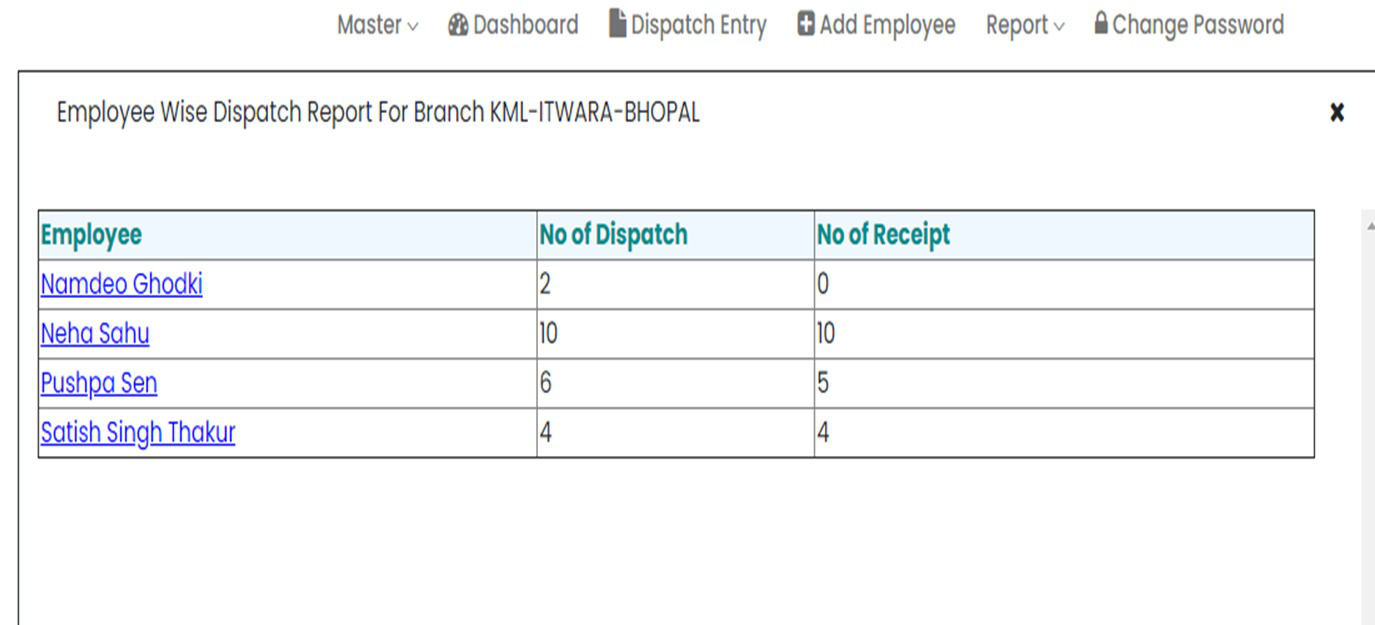 Master Dashboard Dispatch Entry Add Employee Report Change Password
Employee Wise Dispatch Report For Branch KML-ITWARA-BHOPAL
Employee No of Dispatch No of Receipt
Namdeo Ghodki 2 0
Neha Sahu 10 10
Pushpa Sen 6 5
Satish Singh Thakur 4 4